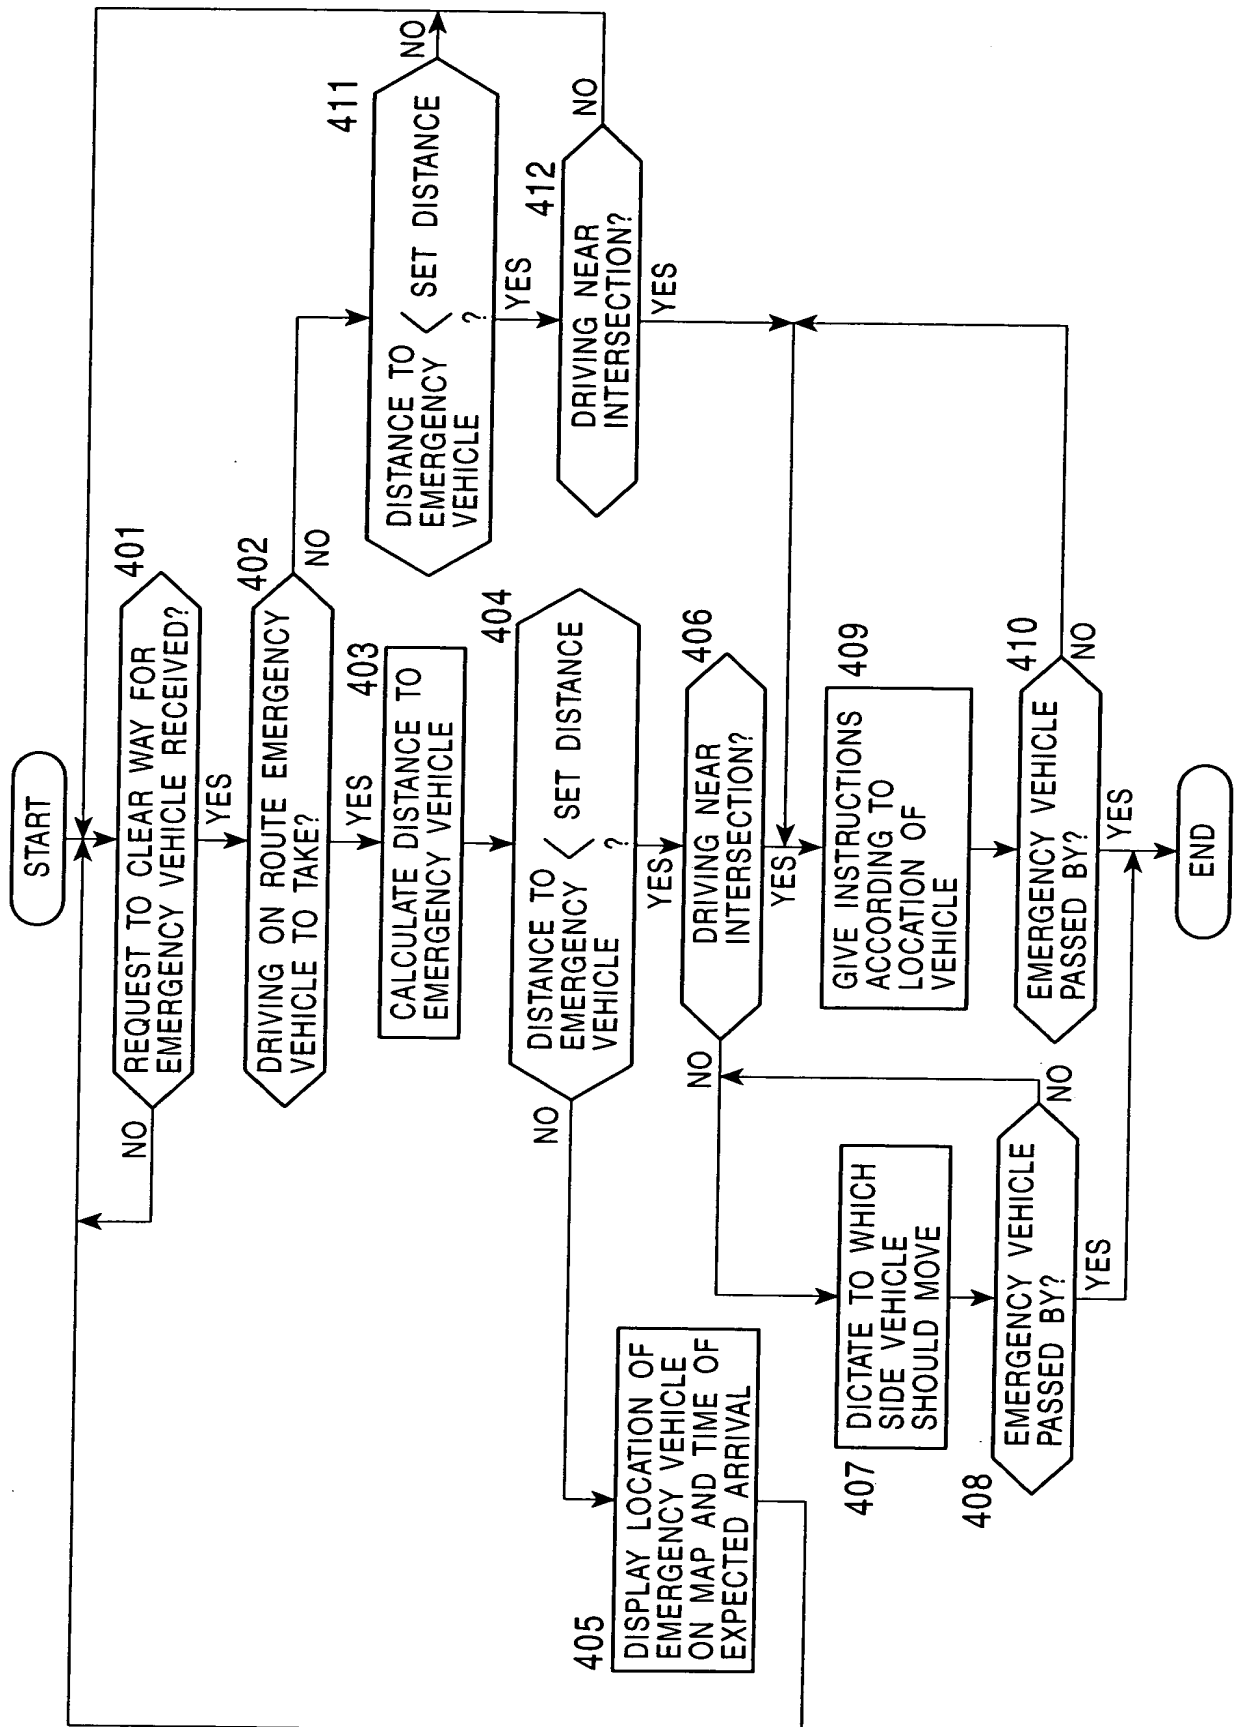 START
401
REQUEST TO CLEAR WAY FOR
EMERGENCY VEHICLE RECEIVED?
NO
YES
402
DRIVING ON ROUTE EMERGENCY
VEHICLE TO TAKE?
NO
YES
403
CALCULATE DISTANCE TO
EMERGENCY VEHICLE
404
DISTANCE TO
EMERGENCY < SET DISTANCE
VEHICLE ?
NO
YES
405
DISPLAY LOCATION OF
EMERGENCY VEHICLE
ON MAP AND TIME OF
EXPECTED ARRIVAL
406
DRIVING NEAR
INTERSECTION?
NO
YES
407
DICTATE TO WHICH
SIDE VEHICLE
SHOULD MOVE
408
EMERGENCY VEHICLE
PASSED BY?
NO
YES
409
GIVE INSTRUCTIONS
ACCORDING TO
LOCATION OF
VEHICLE
410
EMERGENCY VEHICLE
PASSED BY?
NO
YES
411
DISTANCE TO
EMERGENCY < SET DISTANCE
VEHICLE ?
NO
YES
412
DRIVING NEAR
INTERSECTION?
NO
YES
END